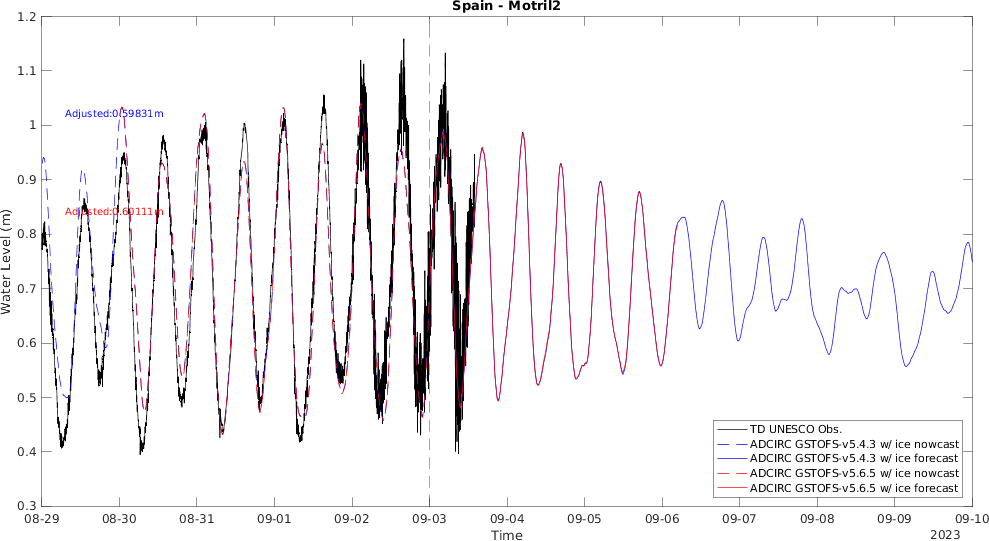 Spain - Motril2
1.2
1.1
1
0.9
0.8
0.7
0.6
0.5
0.4
0.3
Water Level (m)
Adjusted:0.59831m
Adjusted:0.60111m
TD UNESCO Obs.
ADCIRC GSTOFS-v5.4.3 w/ ice nowcast
ADCIRC GSTOFS-v5.4.3 w/ ice forecast
ADCIRC GSTOFS-v5.6.5 w/ ice nowcast
ADCIRC GSTOFS-v5.6.5 w/ ice forecast
08-29 08-30 08-31 09-01 09-02 09-03 09-04 09-05 09-06 09-07 09-08 09-09 09-10
Time
2023